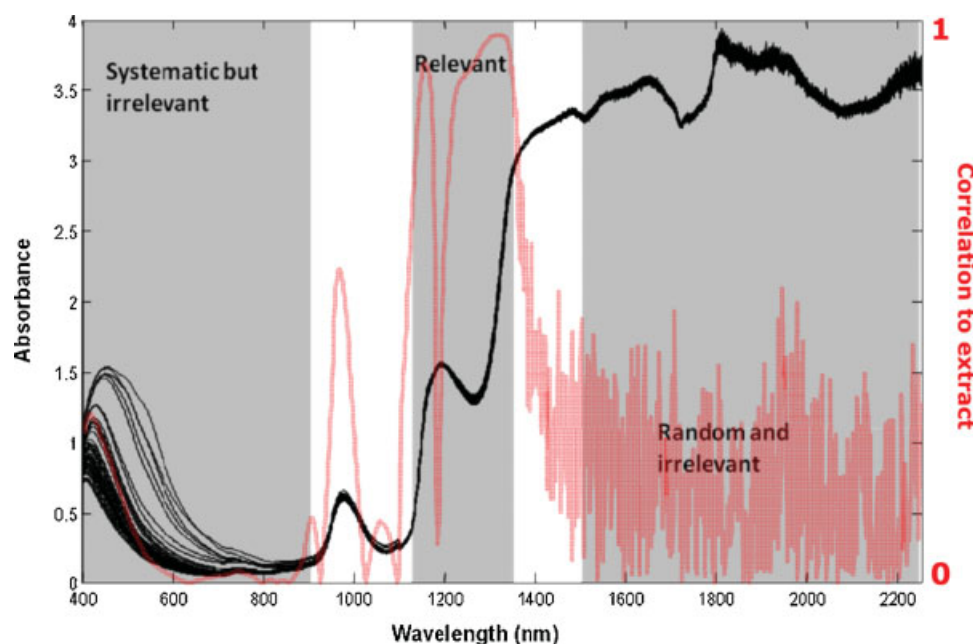 4
3.5
3
2.5
2
1.5
1
0.5
0
Absorbance
Systematic but
irrelevant
Relevant
Random and
irrelevant
1
Correlation to extract
0
400
600
800
1000
1200
1400
1600
1800
2000
2200
Wavelength (nm)